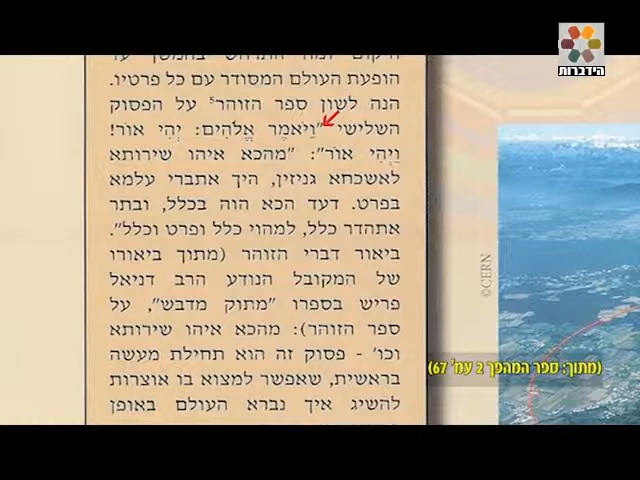 הידברות
הופעת העולם המסודר עם כל פרטיו.
הנה לשון ספר הזוהר5 על הפסוק
השלישי "וַיֹּאמֶר אֱלֹהִים: יְהִי אוֹר!
וַיְהִי אוֹר": "מהכא איהו שירותא
לאשכחא גניזין, היך אתברי עלמא
בפרט. דעד הכא הוה בכלל, ובתר
אתהדר כלל, למהוי כלל ופרט וכלל".
ביאור דברי הזוהר (מתוך ביאורו
של המקובל הנודע הרב דניאל
פריש בספרו "מתוק מדבש", על
ספר הזוהר): מהכא איהו שירותא
וכו' - פסוק זה הוא תחילת מעשה
בראשית, שאפשר למצוא בו אוצרות
להשיג איך נברא העולם באופן
©CERN
(מתוך: ספר המהפך 2 עמ' 67)